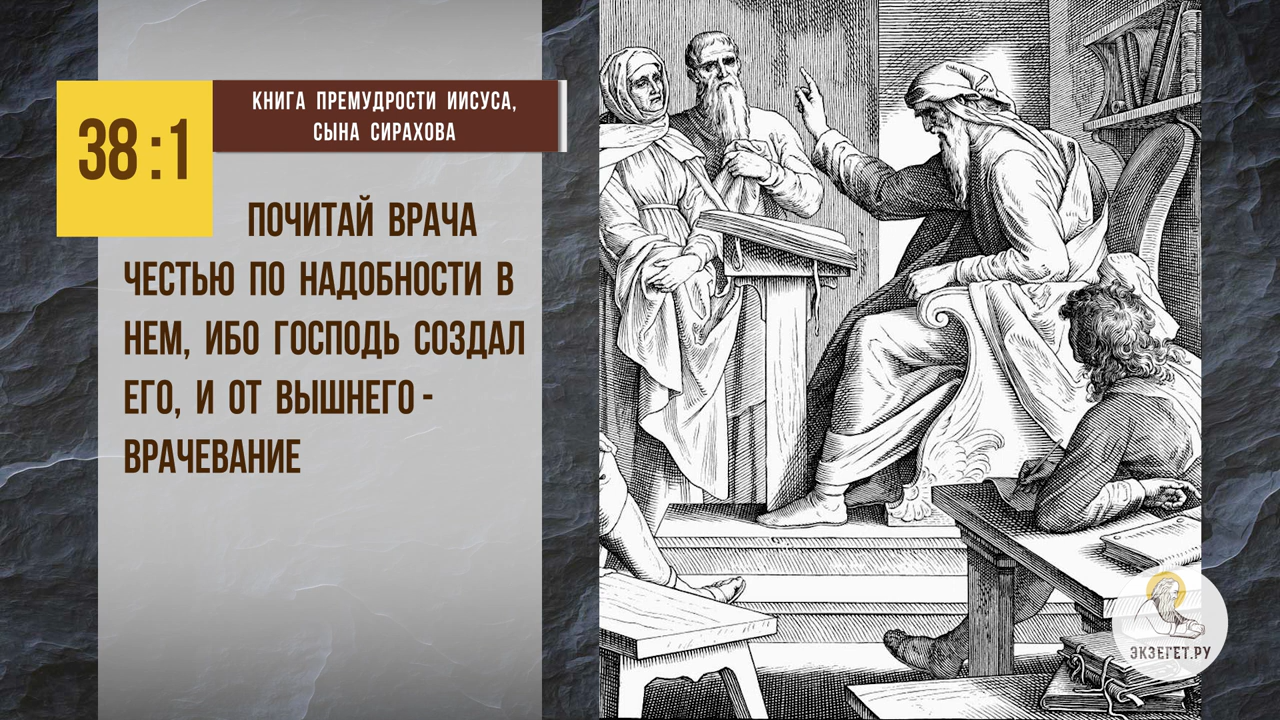 38:1
КНИГА ПРЕМУДРОСТИ ИИСУСА,
СЫНА СИРАХОВА
ПОЧИТАЙ ВРАЧА
ЧЕСТЬЮ ПО НАДОБНОСТИ В
НЕМ, ИБО ГОСПОДЬ СОЗДАЛ
ЕГО, И ОТ ВЫШНЕГО -
ВРАЧЕВАНИЕ
ЭКЗЕГЕТ.РУ